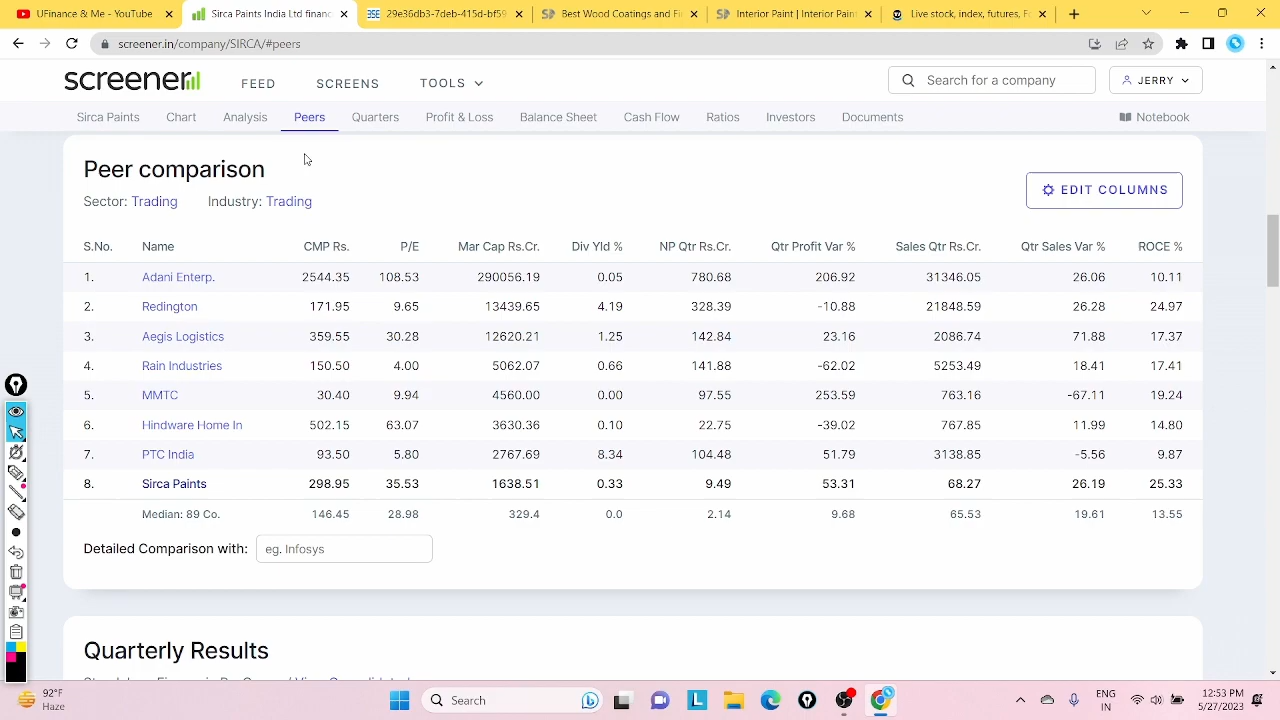 UFinance & Me - YouTube
Sirca Paints India Ltd financ
29e36db3-7def-415d-bf59
Best Wood Coatings and Fi
Interior Paint | Interior Pain
Live stock, index, futures, F
screener.in/company/SIRCA/#peers
screener
FEED SCREENS TOOLS
Search for a company
JERRY
Sirca Paints Chart Analysis Peers Quarters Profit & Loss Balance Sheet Cash Flow Ratios Investors Documents Notebook
Peer comparison
Sector: Trading Industry: Trading
EDIT COLUMNS
S.No. Name CMP Rs. P/E Mar Cap Rs.Cr. Div Yld % NP Qtr Rs.Cr. Qtr Profit Var % Sales Qtr Rs.Cr. Qtr Sales Var % ROCE %
1. Adani Enterp. 2544.35 108.53 290056.19 0.05 780.68 206.92 31346.05 26.06 10.11
2. Redington 171.95 9.65 13439.65 4.19 328.39 -10.88 21848.59 26.28 24.97
3. Aegis Logistics 359.55 30.28 12620.21 1.25 142.84 23.16 2086.74 71.88 17.37
4. Rain Industries 150.50 4.00 5062.07 0.66 141.88 -62.02 5253.49 18.41 17.41
5. MMTC 30.40 9.94 4560.00 0.00 97.55 253.59 763.16 -67.11 19.24
6. Hindware Home In 502.15 63.07 3630.36 0.10 22.75 -39.02 767.85 11.99 14.80
7. PTC India 93.50 5.80 2767.69 8.34 104.48 51.79 3138.85 -5.56 9.87
8. Sirca Paints 298.95 35.53 1638.51 0.33 9.49 53.31 68.27 26.19 25.33
Median: 89 Co. 146.45 28.98 329.4 0.0 2.14 9.68 65.53 19.61 13.55
Detailed Comparison with: eg. Infosys
Quarterly Results
92°F
Haze
Search
ENG
IN
12:53 PM
5/27/2023